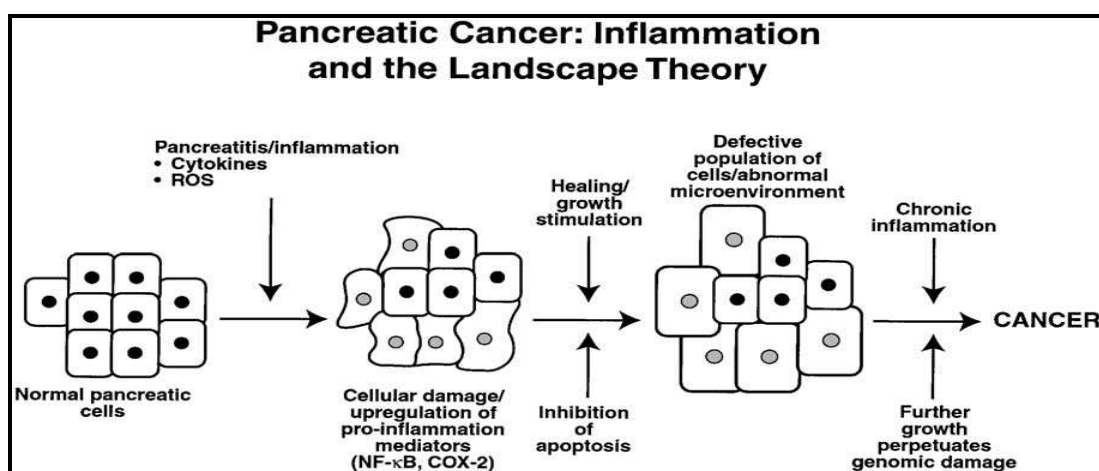 Pancreatic Cancer: Inflammation
and the Landscape Theory
Pancreatitis/inflammation
• Cytokines
• ROS
Normal pancreatic
cells
Cellular damage/
upregulation of
pro-inflammation
mediators
(NF-κB, COX-2)
Healing/
growth
stimulation
Inhibition
of
apoptosis
Defective
population of
cells/abnormal
microenvironment
Chronic
inflammation
CANCER
Further
growth
perpetuates
genomic damage